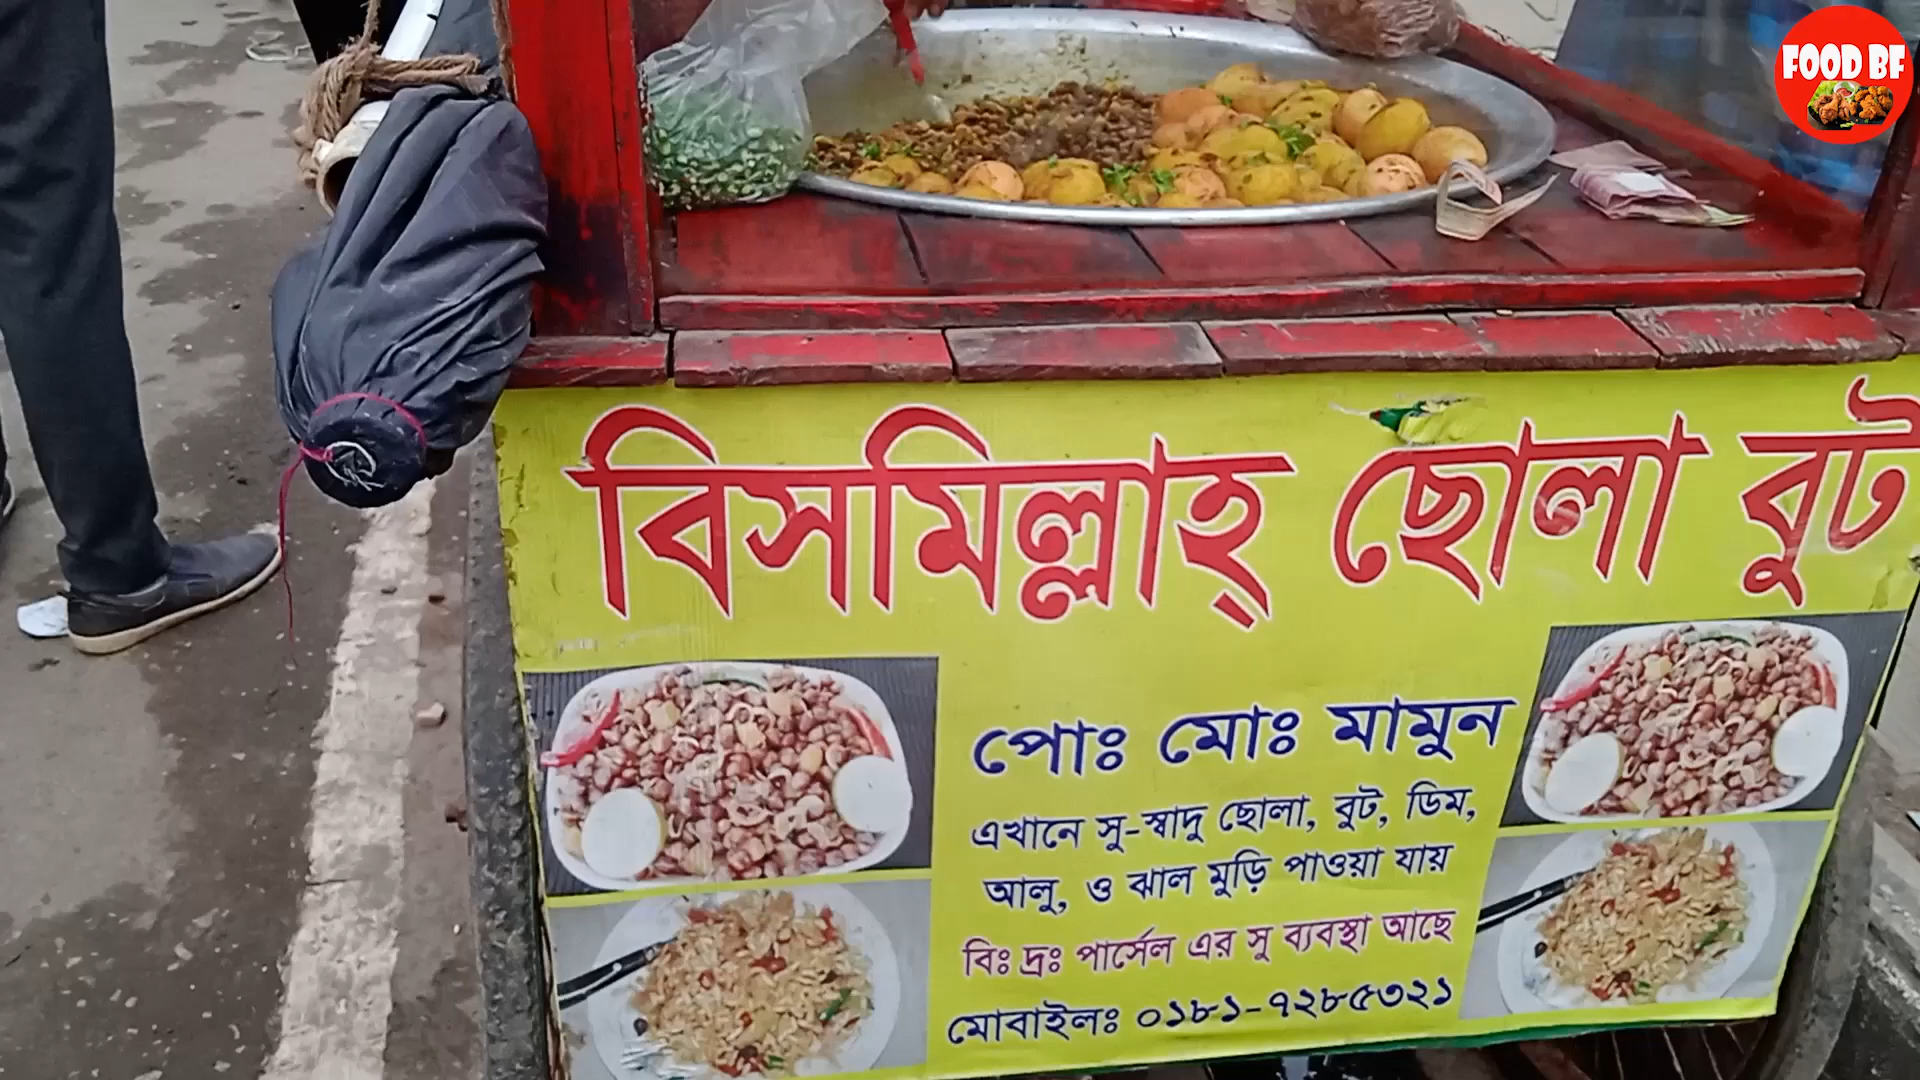 FOOD BF
বিসমিল্লাহ্ ছোলা বুট
পোঃ মোঃ মামুন
এখানে সু-স্বাদু ছোলা, বুট, ডিম,
আলু, ও ঝাল মুড়ি পাওয়া যায়
বিঃ দ্রঃ পার্সেল এর সু ব্যবস্থা আছে
মোবাইলঃ ০১৮১-৭২৮৫৩২১